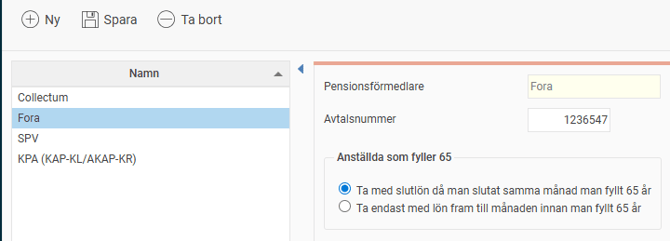 Ny Spara Ta bort
Namn
Collectum
Fora
SPV
KPA (KAP-KL/AKAP-KR)
Pensionsförmedlare Fora
Avtalsnummer 1236547
Anställda som fyller 65
Ta med slutlön då man slutat samma månad man fyllt 65 år
Ta endast med lön fram till månaden innan man fyllt 65 år